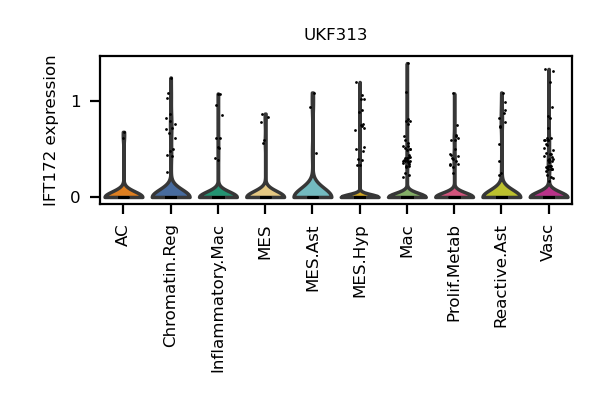 UKF313
IFT172 expression
1
0
AC
Chromatin.Reg
Inflammatory.Mac
MES
MES.Ast
MES.Hyp
Mac
Prolif.Metab
Reactive.Ast
Vasc